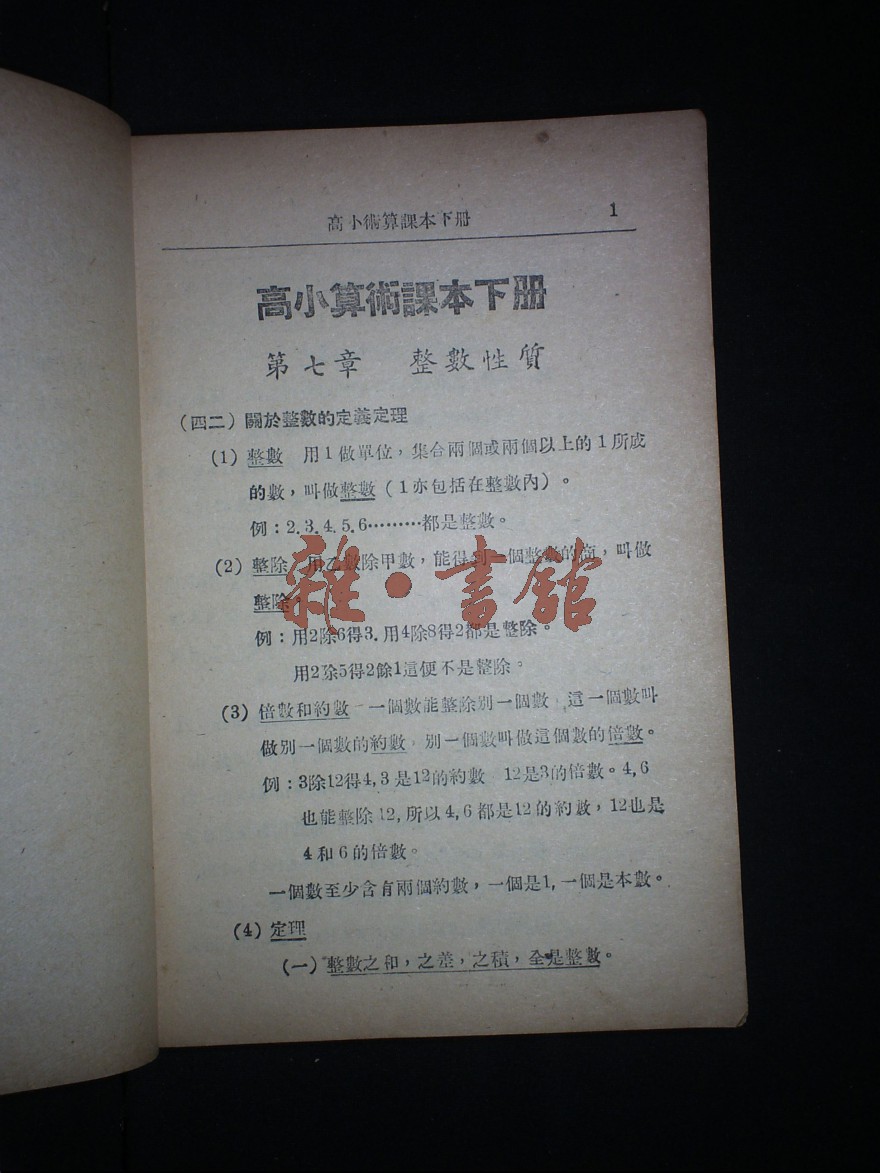 高小術算課本下册 1
高小算術課本下册
第七章 整數性質
(四二) 關於整數的定義定理
(1) 整數 用1做單位，集合兩個或兩個以上的1所成
的數，叫做整數(1亦包括在整數內)。
例：2.3.4.5.6………都是整數。
(2) 整除 用乙數除甲數，能得到一個整數的商，叫做
整除。
雜·書館
例：用2除6得3.用4除8得2都是整除。
用2除5得2餘1這便不是整除。
(3) 倍數和約數 一個數能整除別一個數，這一個數叫
做別一個數的約數，別一個數叫做這個數的倍數。
例：3除12得4,3是12的約數 12是3的倍數。4,6
也能整除12,所以4,6都是12的約數，12也是
4和6的倍數。
一個數至少含有兩個約數，一個是1,一個是本數。
(4) 定理
(一) 整數之和，之差，之積，全是整數。